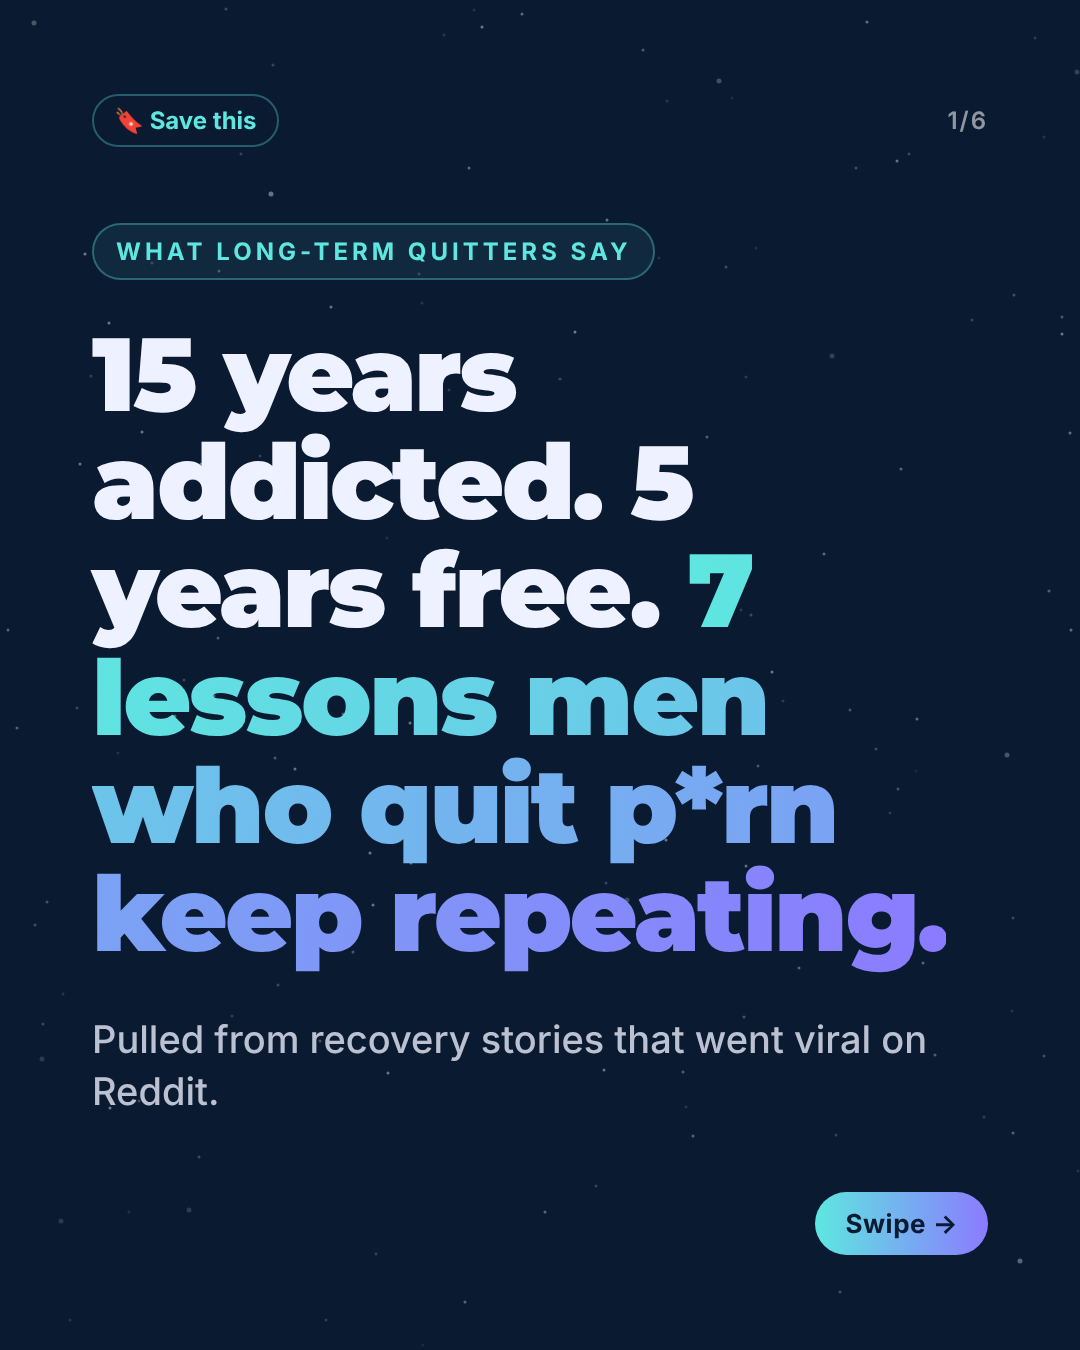 🔖 Save this
1/6
WHAT LONG-TERM QUITTERS SAY
15 years
addicted. 5
years free. 7
lessons men
who quit p*rn
keep repeating.
Pulled from recovery stories that went viral on
Reddit.
Swipe →